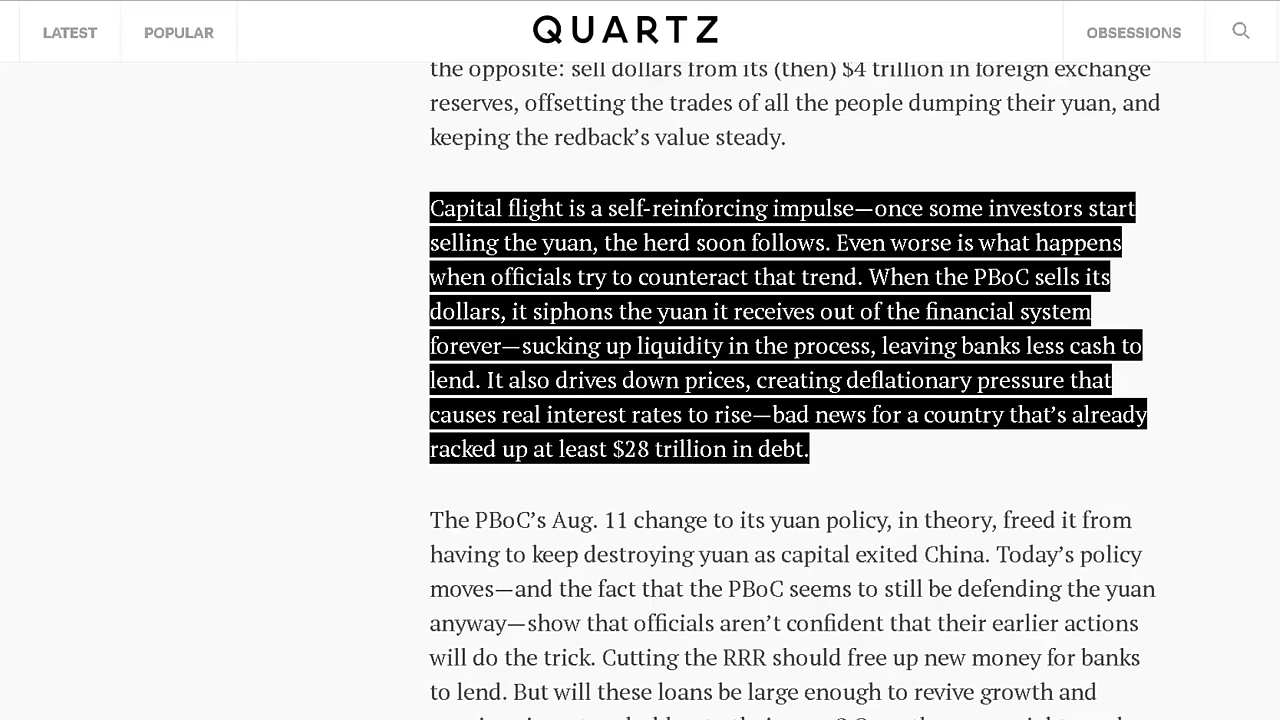 LATEST
POPULAR
QUARTZ
OBSESSIONS
the opposite: sell dollars from its (then) $4 trillion in foreign exchange
reserves, offsetting the trades of all the people dumping their yuan, and
keeping the redback’s value steady.
Capital flight is a self-reinforcing impulse—once some investors start
selling the yuan, the herd soon follows. Even worse is what happens
when officials try to counteract that trend. When the PBoC sells its
dollars, it siphons the yuan it receives out of the financial system
forever—sucking up liquidity in the process, leaving banks less cash to
lend. It also drives down prices, creating deflationary pressure that
causes real interest rates to rise—bad news for a country that’s already
racked up at least $28 trillion in debt.
The PBoC’s Aug. 11 change to its yuan policy, in theory, freed it from
having to keep destroying yuan as capital exited China. Today’s policy
moves—and the fact that the PBoC seems to still be defending the yuan
anyway—show that officials aren’t confident that their earlier actions
will do the trick. Cutting the RRR should free up new money for banks
to lend. But will these loans be large enough to revive growth and